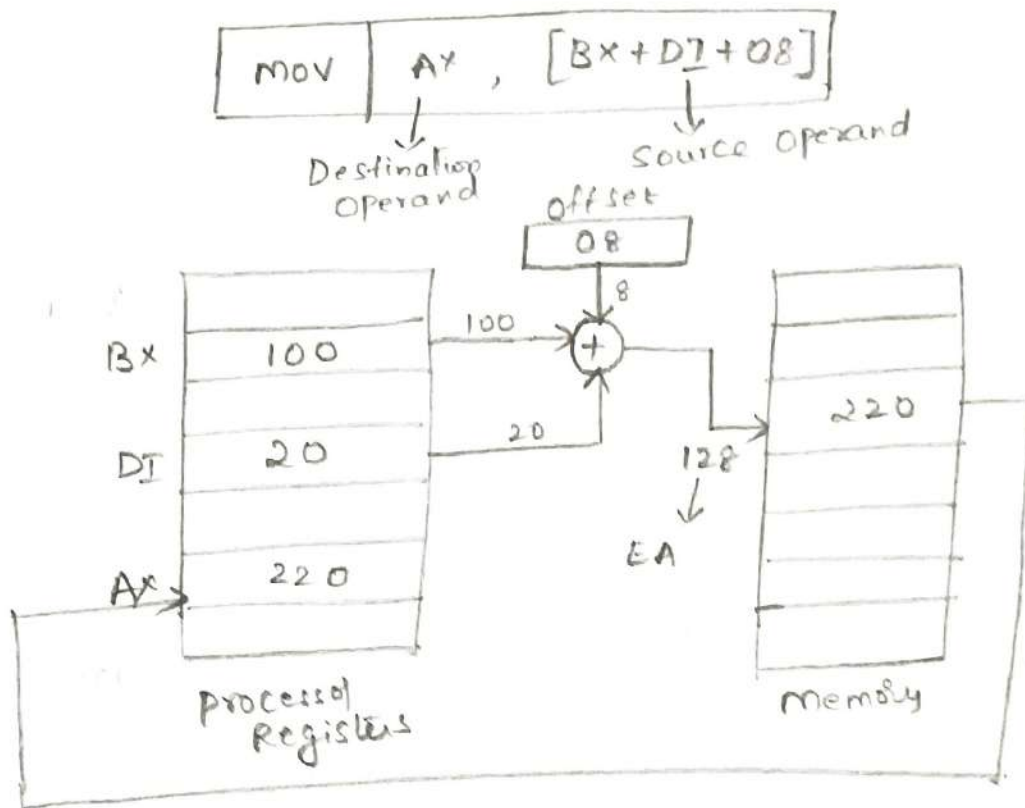 MOV AX , [BX+DI+08]
Destination
operand
Source operand
offset
08
8
BX 100
100
220
DI 20
20
128
EA
AX 220
processor
Registers
Memory